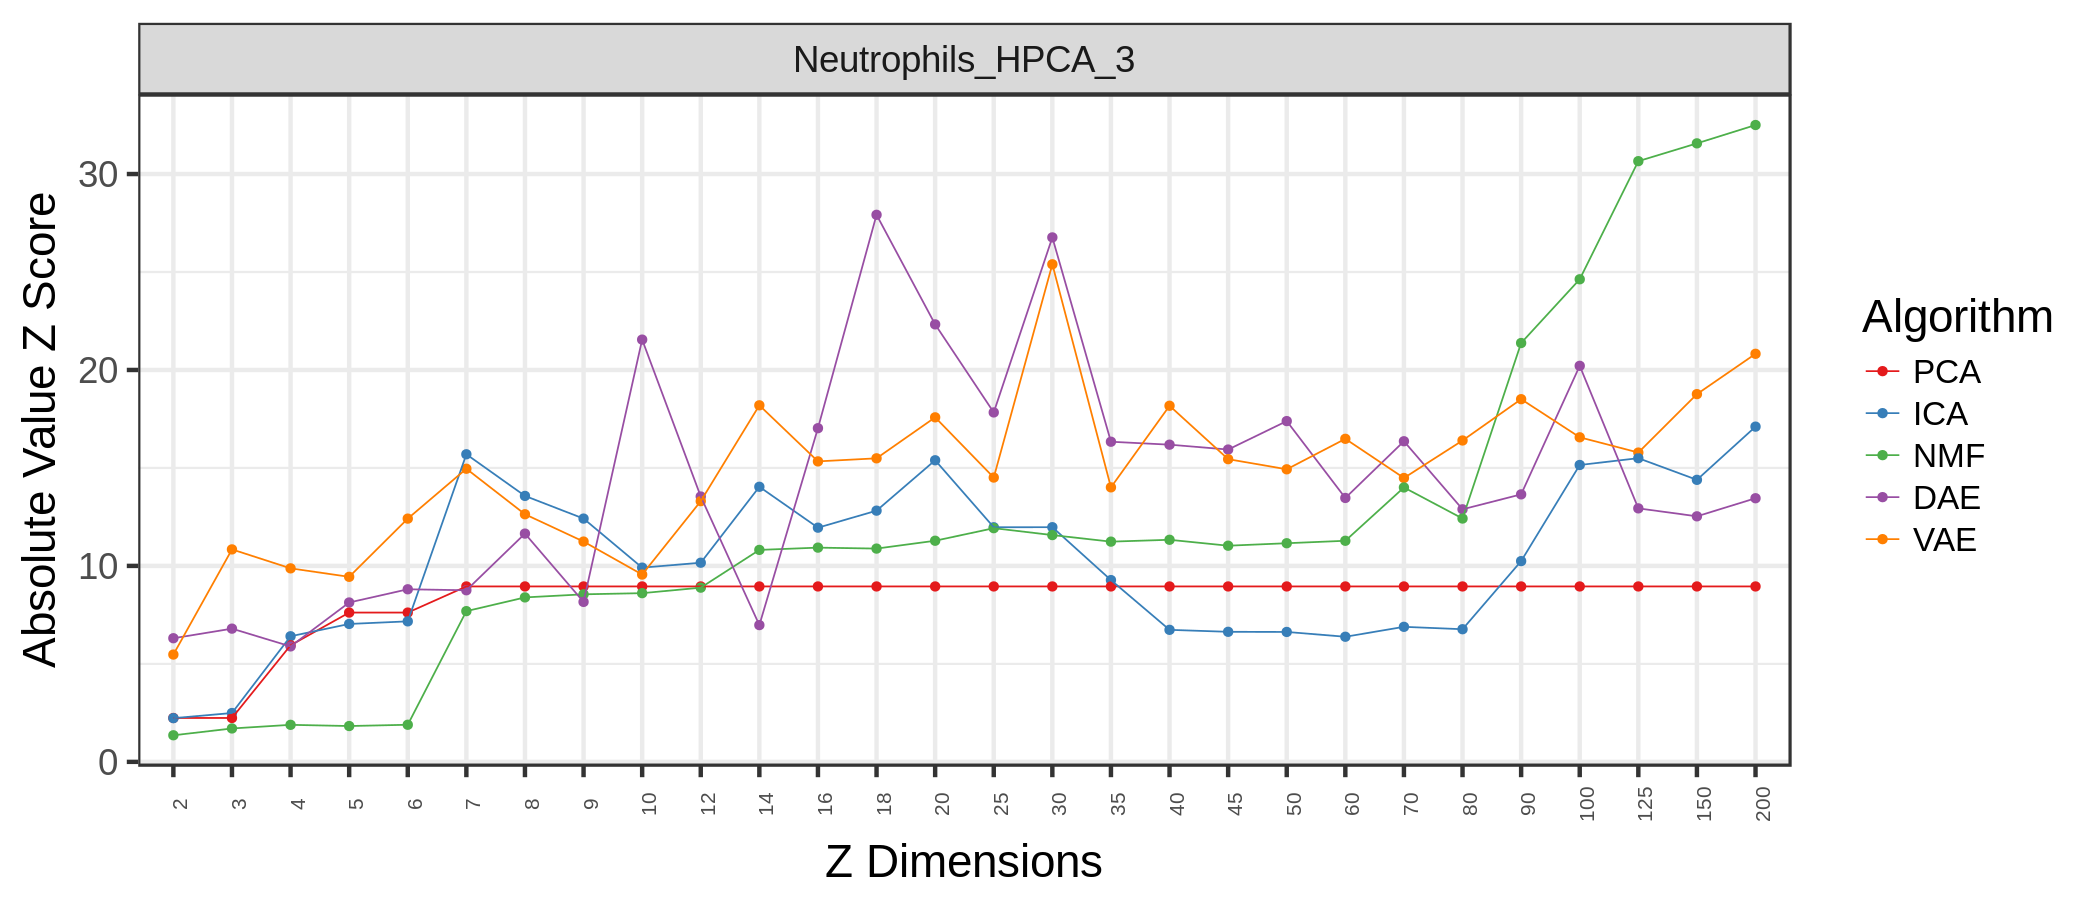 Neutrophils_HPCA_3
Absolute Value Z Score
30
20
10
0
2 3 4 5 6 7 8 9 10 12 14 16 18 20 25 30 35 40 45 50 60 70 80 90 100 125 150 200
Z Dimensions
Algorithm
PCA
ICA
NMF
DAE
VAE